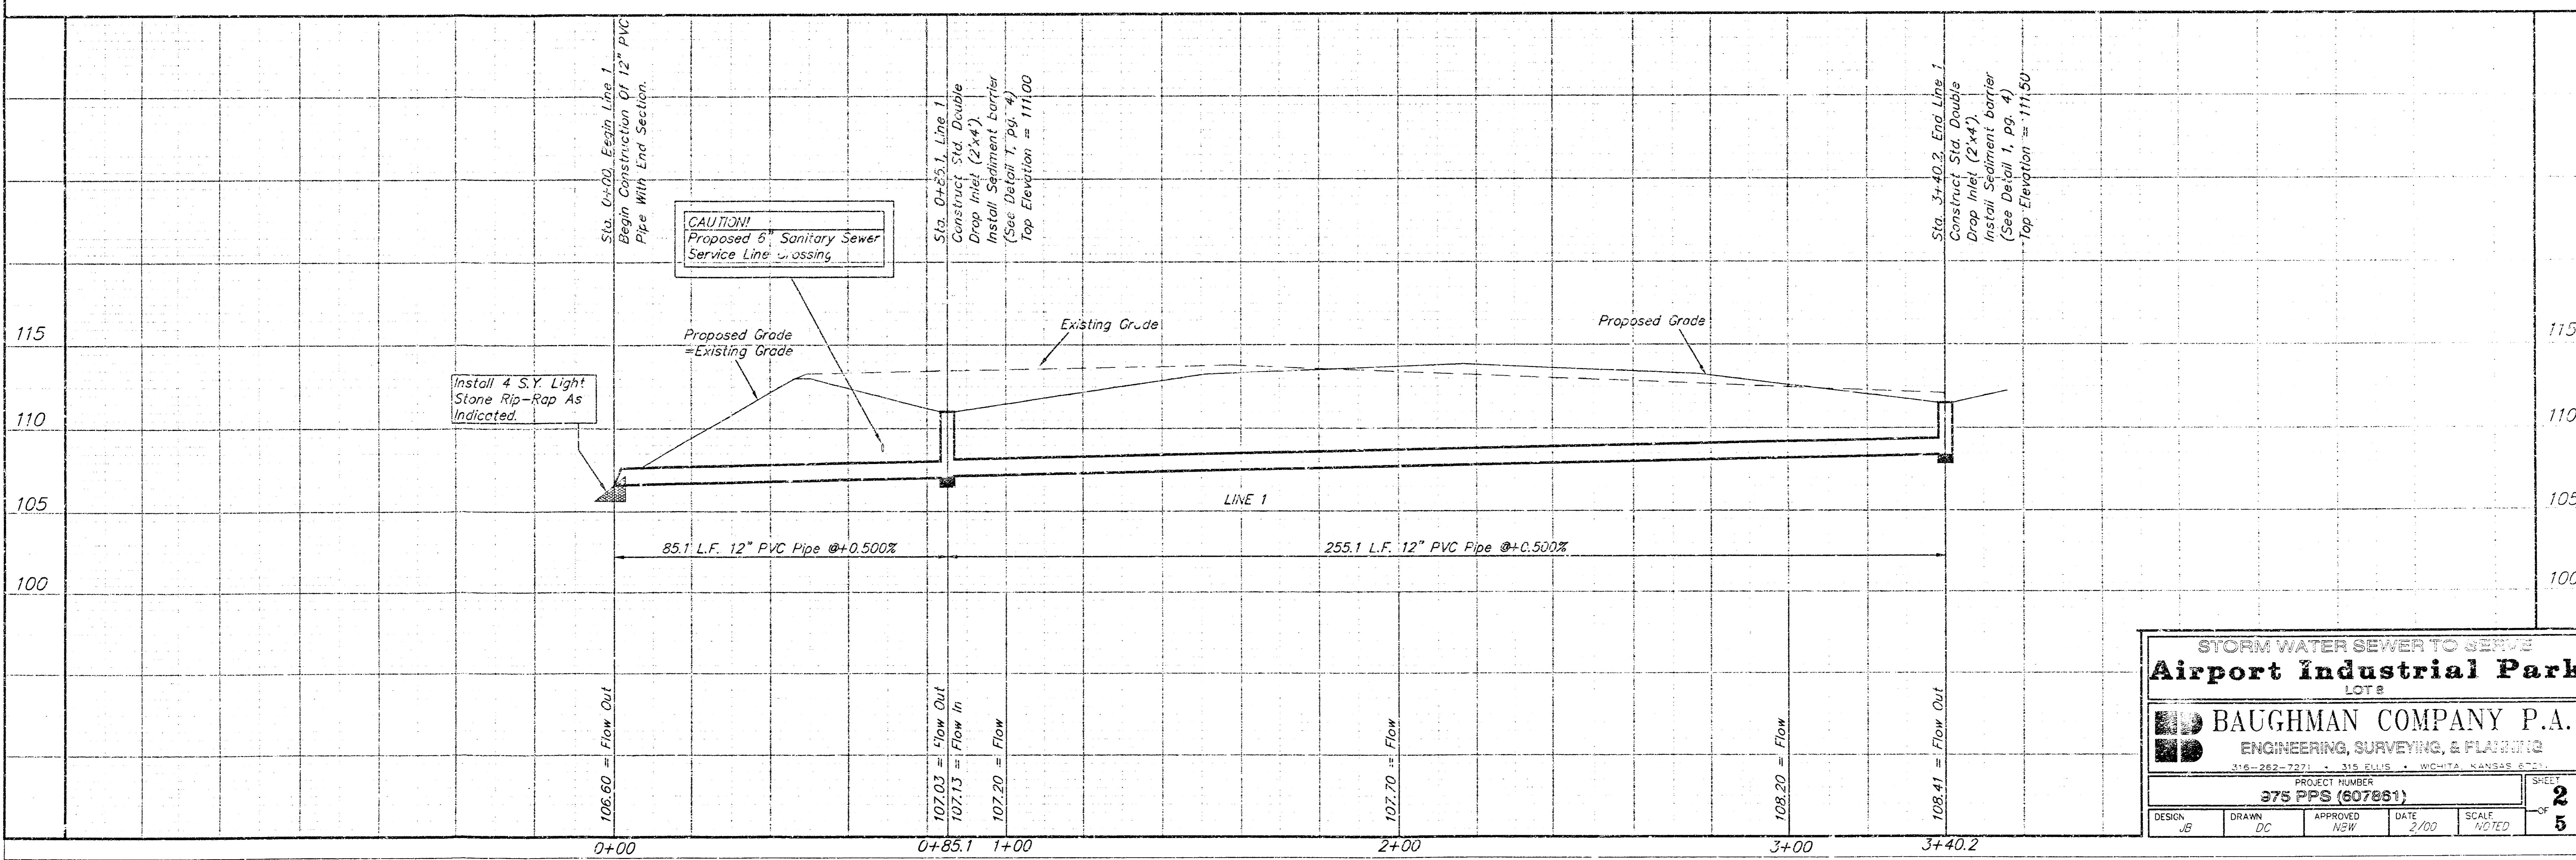 Sta. 0+00, Begin Line 1
Begin Construction Of 12" PVC
Pipe With End Section.
Sta. 0+85.1, Line 1
Construct Std. Double
Drop Inlet (2'x4').
Install Sediment barrier
(See Detail 1, pg. 4)
Top Elevation = 111.00
Sta. 3+40.2, End Line 1
Construct Std. Double
Drop Inlet (2'x4').
Install Sediment barrier
(See Detail 1, pg. 4)
Top Elevation = 111.50
CAUTION!
Proposed 6" Sanitary Sewer
Service Line Crossing
115
Proposed Grade
=Existing Grade
Existing Grade
Proposed Grade
115
Install 4 S.Y. Light
Stone Rip-Rap As
Indicated.
110
110
105
LINE 1
105
85.1 L.F. 12" PVC Pipe @+0.500%
255.1 L.F. 12" PVC Pipe @+0.500%
100
100
106.60 = Flow Out
107.03 = Flow Out
107.13 = Flow In
107.20 = Flow
107.70 = Flow
108.20 = Flow
108.41 = Flow Out
0+00
0+85.1
1+00
2+00
3+00
3+40.2
STORM WATER SEWER TO SERVE
Airport Industrial Park
LOT 8
BAUGHMAN COMPANY P.A.
ENGINEERING, SURVEYING, & PLANNING
316-262-7271 • 315 ELLIS • WICHITA, KANSAS
PROJECT NUMBER
975 PPS (607861)
SHEET
2
OF
5
DESIGN
JB
DRAWN
DC
APPROVED
NBW
DATE
2/00
SCALE
NOTED